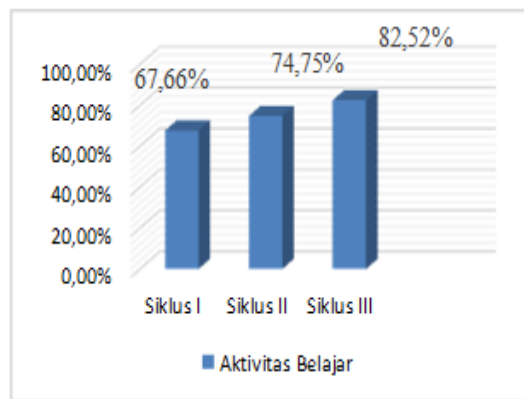 82,52%
67,66%
74,75%
100,00%
80,00%
60,00%
40,00%
20,00%
0,00%
Siklus I
Siklus II
Siklus III
Aktivitas Belajar